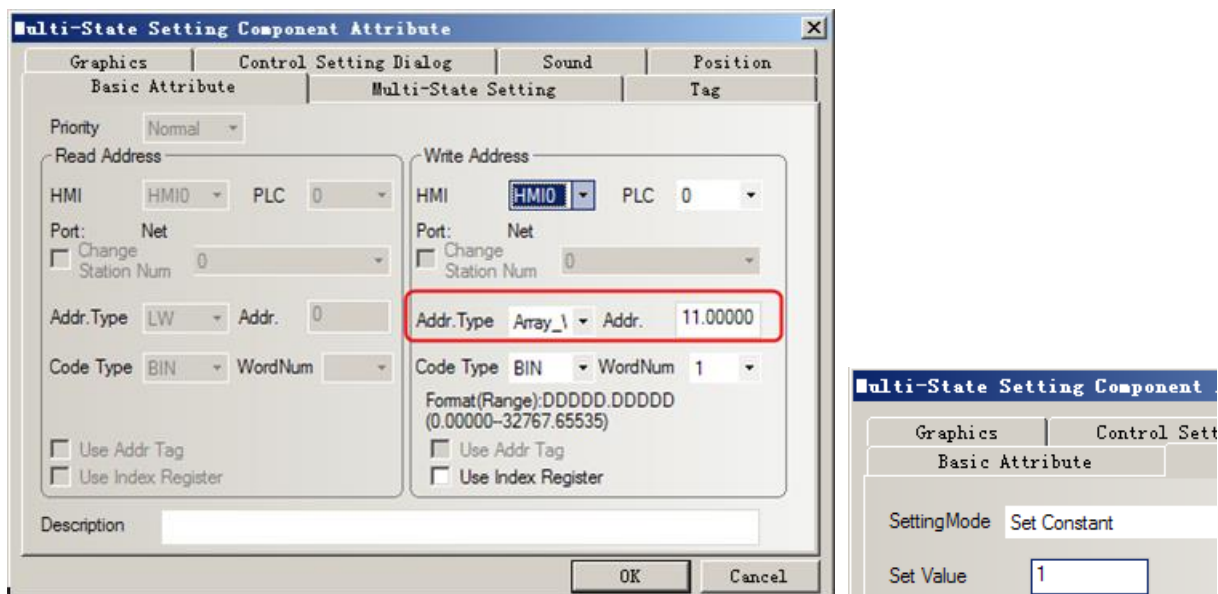 Multi-State Setting Component Attribute
Graphics Control Setting Dialog Sound Position
Basic Attribute Multi-State Setting Tag
Priority Normal
Read Address
HMI HMI0 PLC 0
Port: Net
Change Station Num 0
Addr.Type LW Addr. 0
Code Type BIN WordNum
Use Addr Tag
Use Index Register
Write Address
HMI HMI0 PLC 0
Port: Net
Change Station Num 0
Addr.Type Array_ Addr. 11.00000
Code Type BIN WordNum 1
Format(Range):DDDDD.DDDDD
(0.00000--32767.65535)
Use Addr Tag
Use Index Register
Description
OK Cancel
Multi-State Setting Component
Graphics Control Sett
Basic Attribute
SettingMode Set Constant
Set Value 1